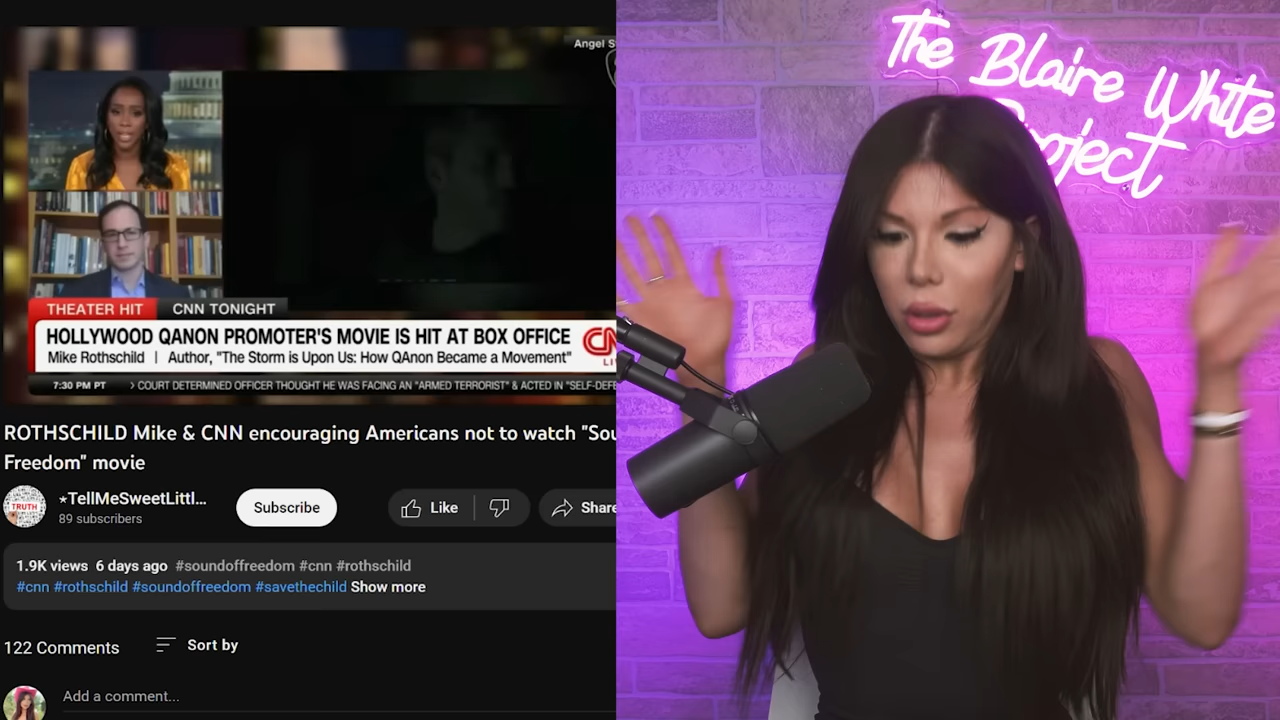 Angel S
THEATER HIT CNN TONIGHT
HOLLYWOOD QANON PROMOTER'S MOVIE IS HIT AT BOX OFFICE
Mike Rothschild | Author, "The Storm is Upon Us: How QAnon Became a Movement"
CN
LI
7:30 PM PT > COURT DETERMINED OFFICER THOUGHT HE WAS FACING AN "ARMED TERRORIST" & ACTED IN "SELF-DEFE
ROTHSCHILD Mike & CNN encouraging Americans not to watch "Sou
Freedom" movie
TRUTH
⋆TellMeSweetLittl...
89 subscribers
Subscribe
Like
Share
1.9K views 6 days ago #soundoffreedom #cnn #rothschild
#cnn #rothschild #soundoffreedom #savethechild Show more
122 Comments
Sort by
Add a comment...
The Blaire White
Project